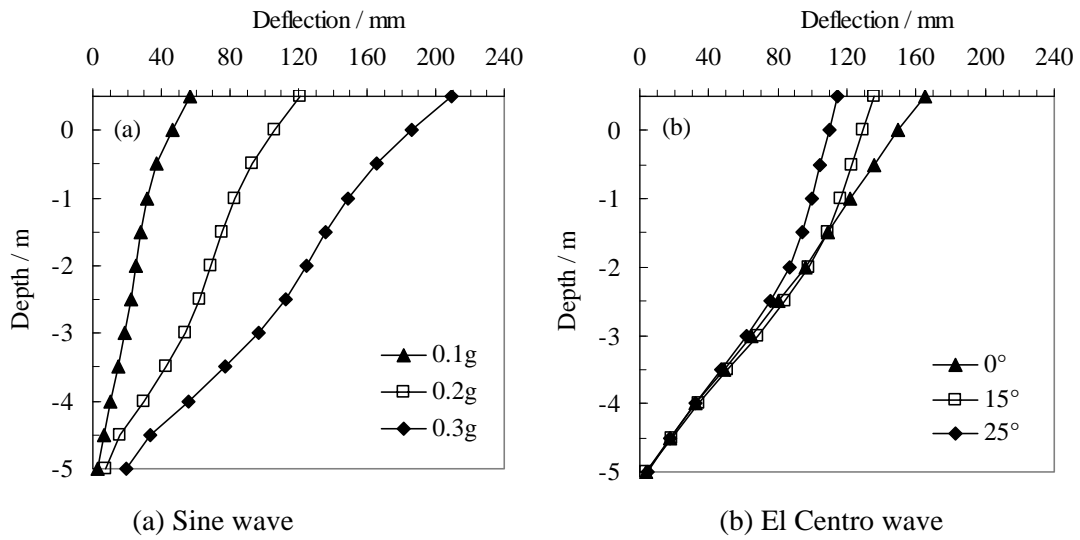 Deflection / mm
0 40 80 120 160 200 240
(a)
0
-1
-2
-3
-4
-5
Depth / m
0.1g
0.2g
0.3g
(a) Sine wave
Deflection / mm
0 40 80 120 160 200 240
(b)
0
-1
-2
-3
-4
-5
Depth / m
0°
15°
25°
(b) El Centro wave